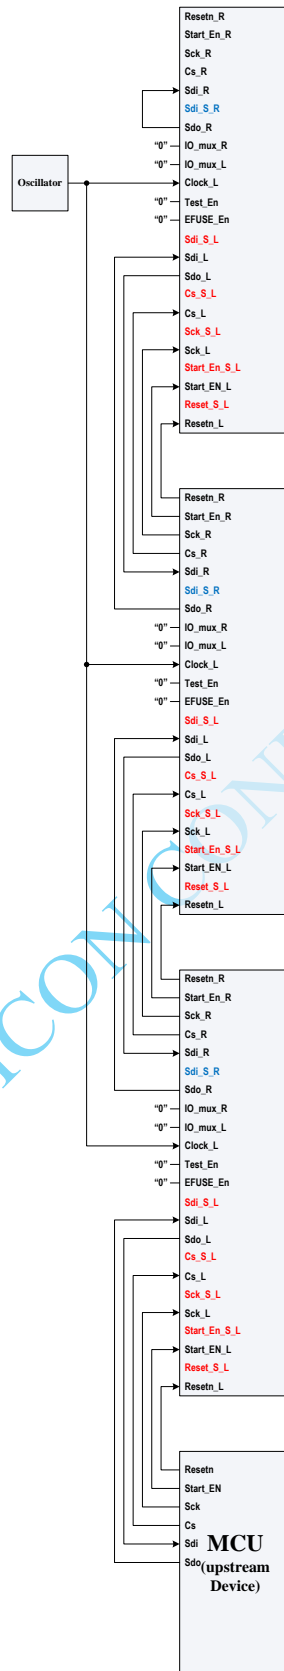 Resetn_R
Start_En_R
Sck_R
Cs_R
Sdi_R
Sdi_S_R
Sdo_R
"0" IO_mux_R
"0" IO_mux_L
Oscillator Clock_L
"0" Test_En
"0" EFUSE_En
Sdi_S_L
Sdi_L
Sdo_L
Cs_S_L
Cs_L
Sck_S_L
Sck_L
Start_En_S_L
Start_EN_L
Reset_S_L
Resetn_L
Resetn_R
Start_En_R
Sck_R
Cs_R
Sdi_R
Sdi_S_R
Sdo_R
"0" IO_mux_R
"0" IO_mux_L
Clock_L
"0" Test_En
"0" EFUSE_En
Sdi_S_L
Sdi_L
Sdo_L
Cs_S_L
Cs_L
Sck_S_L
Sck_L
Start_En_S_L
Start_EN_L
Reset_S_L
Resetn_L
Resetn_R
Start_En_R
Sck_R
Cs_R
Sdi_R
Sdi_S_R
Sdo_R
"0" IO_mux_R
"0" IO_mux_L
Clock_L
"0" Test_En
"0" EFUSE_En
Sdi_S_L
Sdi_L
Sdo_L
Cs_S_L
Cs_L
Sck_S_L
Sck_L
Start_En_S_L
Start_EN_L
Reset_S_L
Resetn_L
Resetn
Start_EN
Sck
Cs
Sdi
Sdo
MCU
(upstream
Device)
ICON CON